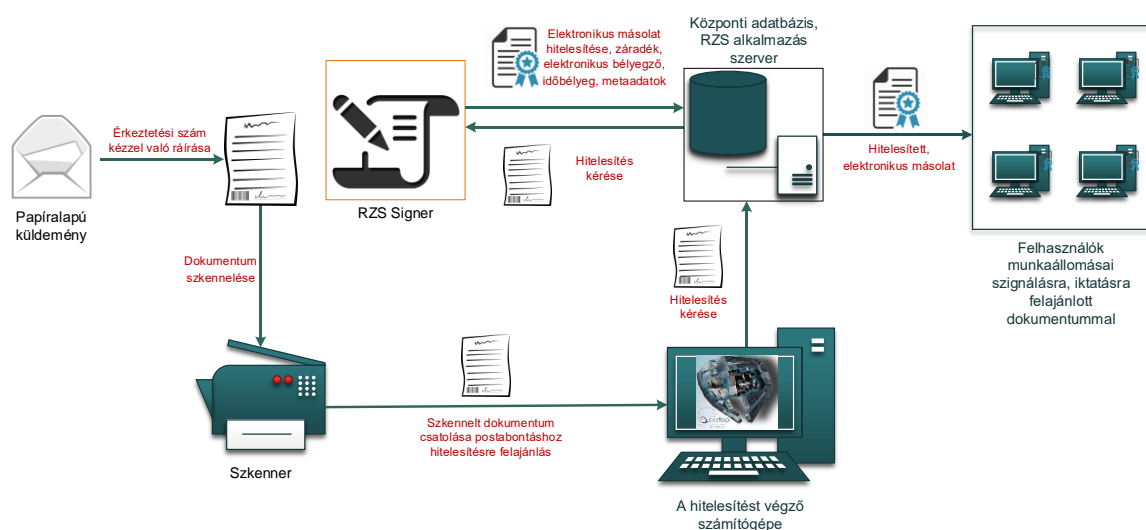 Papíralapú
küldemény
Érkeztetési szám
kézzel való ráírása
Dokumentum
szkennelése
Szkenner
Szkennelt dokumentum
csatolása postabontáshoz
hitelesítésre felajánlás
A hitelesítést végző
számítógépe
Hitelesítés
kérése
Központi adatbázis,
RZS alkalmazás
szerver
Hitelesítés
kérése
RZS Signer
Elektronikus másolat
hitelesítése, záradék,
elektronikus bélyegző,
időbélyeg, metaadatok
Hitelesített,
elektronikus másolat
Felhasználók
munkaállomásai
szignálásra, iktatásra
felajánlott
dokumentummal